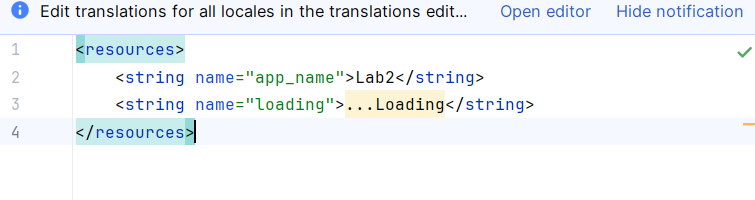 Edit translations for all locales in the translations edit... Open editor Hide notification
1 <resources>
2 <string name="app_name">Lab2</string>
3 <string name="loading">...Loading</string>
4 </resources>